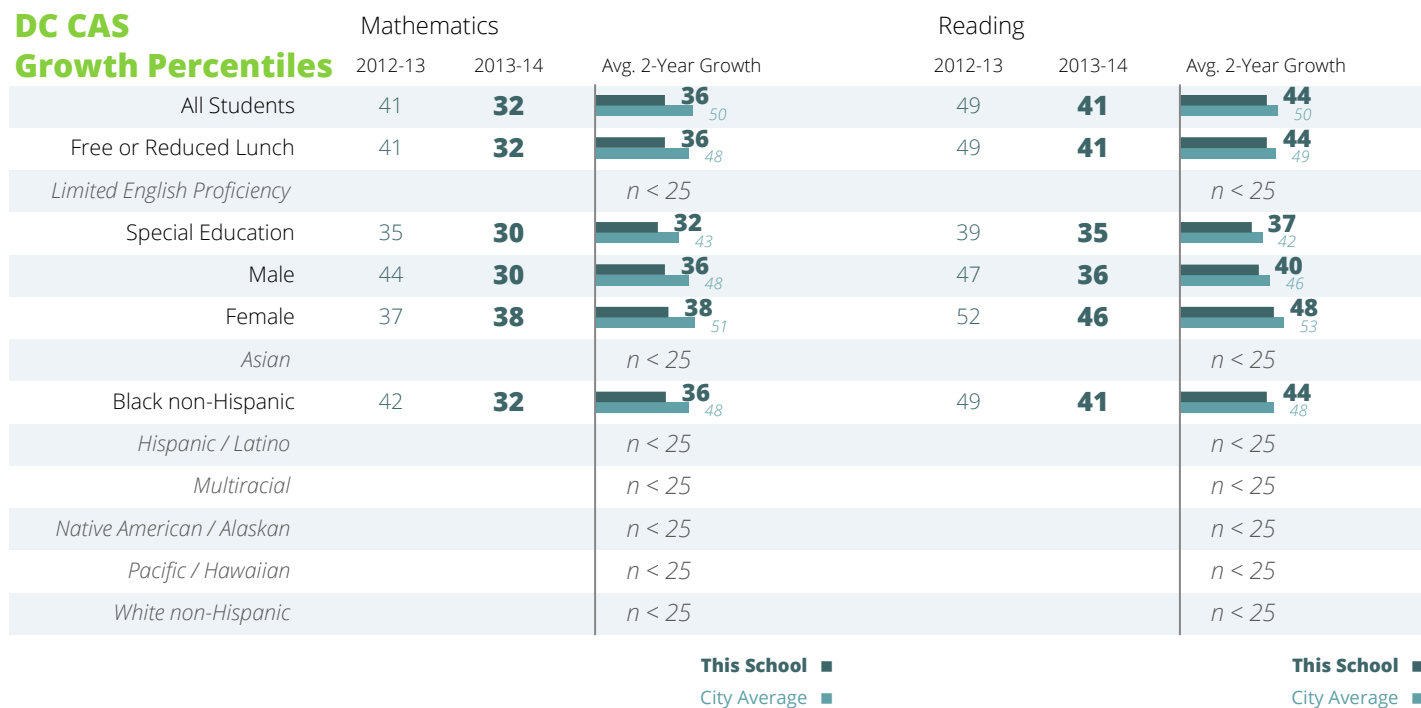 DC CAS
Growth Percentiles
Mathematics Reading
2012-13 2013-14 Avg. 2-Year Growth 2012-13 2013-14 Avg. 2-Year Growth
All Students 41 32 36 50 49 41 44 50
Free or Reduced Lunch 41 32 36 48 49 41 44 49
Limited English Proficiency n < 25 n < 25
Special Education 35 30 32 43 39 35 37 42
Male 44 30 36 48 47 36 40 46
Female 37 38 38 51 52 46 48 53
Asian n < 25 n < 25
Black non-Hispanic 42 32 36 48 49 41 44 48
Hispanic / Latino n < 25 n < 25
Multiracial n < 25 n < 25
Native American / Alaskan n < 25 n < 25
Pacific / Hawaiian n < 25 n < 25
White non-Hispanic n < 25 n < 25
This School This School
City Average City Average